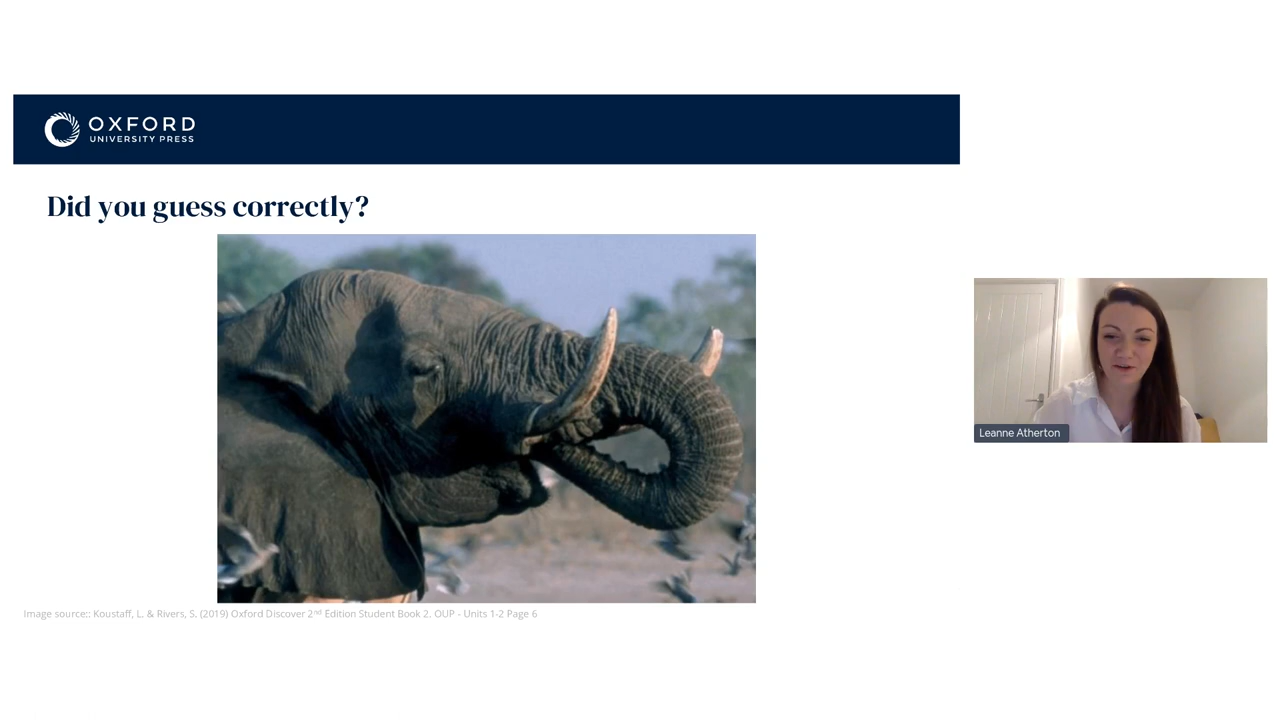 OXFORD
UNIVERSITY PRESS
Did you guess correctly?
Leanne Atherton
Image source:: Koustaff, L. & Rivers, S. (2019) Oxford Discover 2nd Edition Student Book 2, OUP - Units 1-2 Page 6